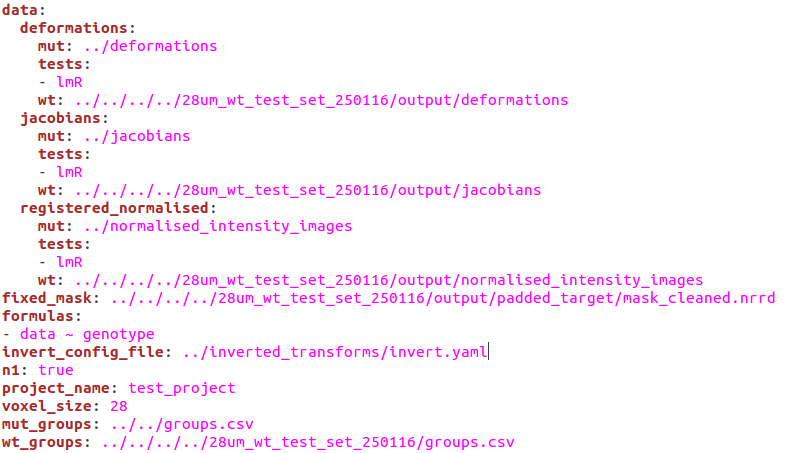 data:
  deformations:
    mut: ../deformations
    tests:
    - lmR
    wt: ../../../../28um_wt_test_set_250116/output/deformations
  jacobians:
    mut: ../jacobians
    tests:
    - lmR
    wt: ../../../../28um_wt_test_set_250116/output/jacobians
  registered_normalised:
    mut: ../normalised_intensity_images
    tests:
    - lmR
    wt: ../../../../28um_wt_test_set_250116/output/normalised_intensity_images
fixed_mask: ../../../../28um_wt_test_set_250116/output/padded_target/mask_cleaned.nrrd
formulas:
- data ~ genotype
invert_config_file: ../inverted_transforms/invert.yaml
n1: true
project_name: test_project
voxel_size: 28
mut_groups: ../../groups.csv
wt_groups: ../../../../28um_wt_test_set_250116/groups.csv